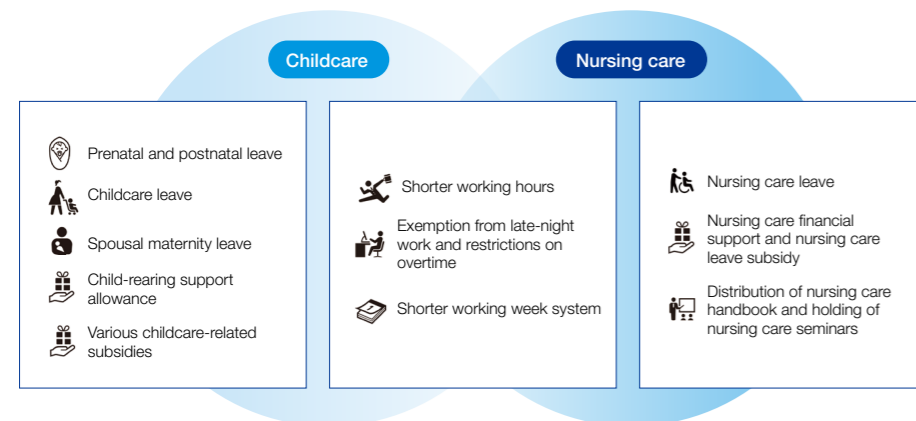 Childcare
Nursing care
Prenatal and postnatal leave
Childcare leave
Spousal maternity leave
Child-rearing support
allowance
Various childcare-related
subsidies
Shorter working hours
Exemption from late-night
work and restrictions on
overtime
Shorter working week system
Nursing care leave
Nursing care financial
support and nursing care
leave subsidy
Distribution of nursing care
handbook and holding of
nursing care seminars